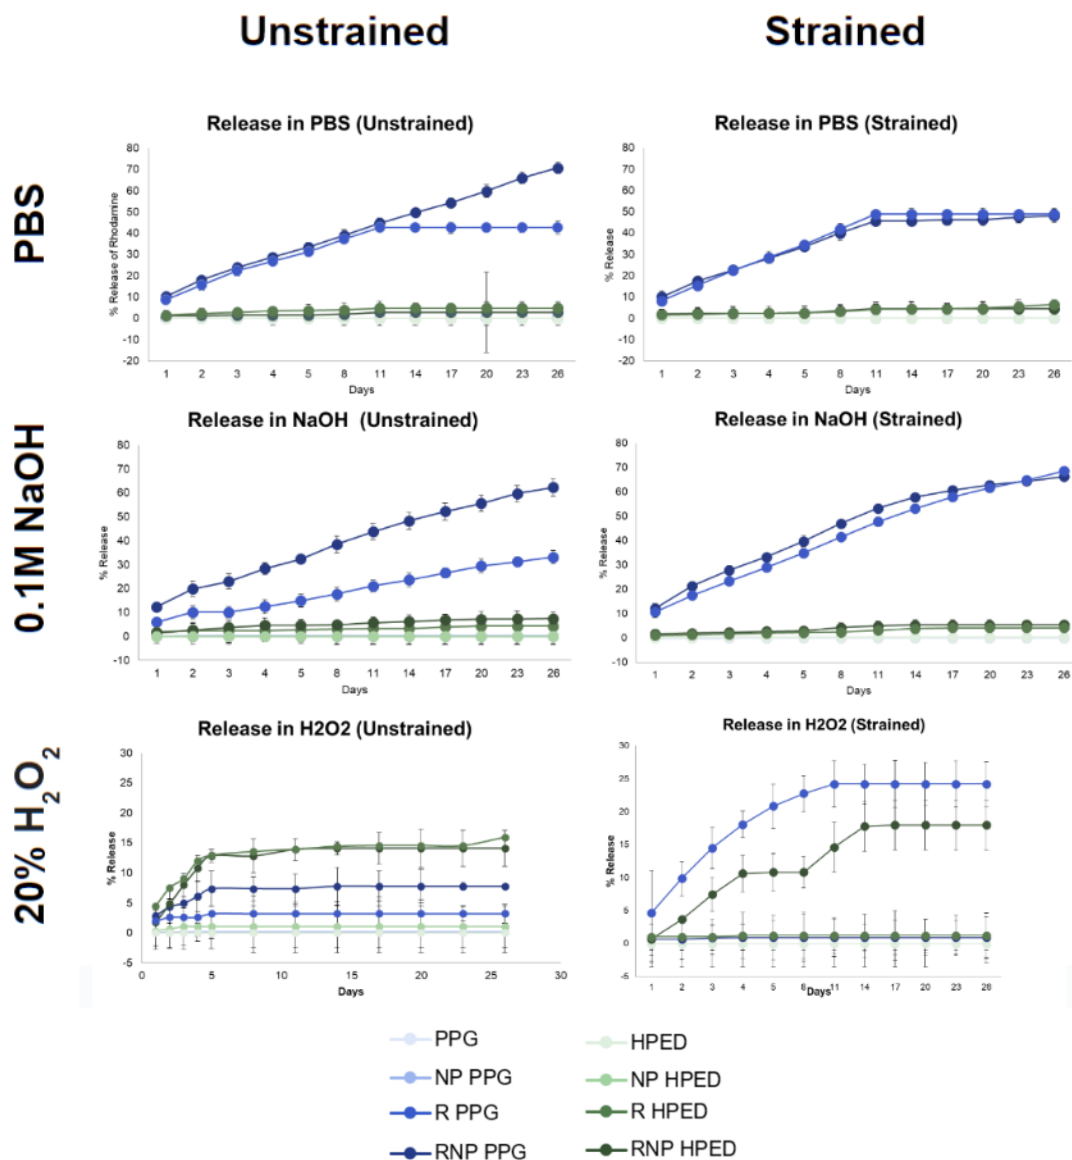 Unstrained
Strained
PBS
Release in PBS (Unstrained)
% Release of Rhodamine
80
70
60
50
40
30
20
10
0
-10
-20
1 2 3 4 5 8 11 14 17 20 23 26
Days
Release in PBS (Strained)
% Release
80
70
60
50
40
30
20
10
0
-10
-20
1 2 3 4 5 8 11 14 17 20 23 26
Days
0.1M NaOH
Release in NaOH (Unstrained)
% Release
80
70
60
50
40
30
20
10
0
-10
1 2 3 4 5 8 11 14 17 20 23 26
Days
Release in NaOH (Strained)
% Release
80
70
60
50
40
30
20
10
0
-10
1 2 3 4 5 8 11 14 17 20 23 26
Days
20% H₂O₂
Release in H2O2 (Unstrained)
% Release
30
25
20
15
10
5
0
-5
0 5 10 15 20 25 30
Days
Release in H2O2 (Strained)
% Release
30
25
20
15
10
5
0
-5
1 2 3 4 5 8 11 14 17 20 23 26
Days
PPG
HPED
NP PPG
NP HPED
R PPG
R HPED
RNP PPG
RNP HPED